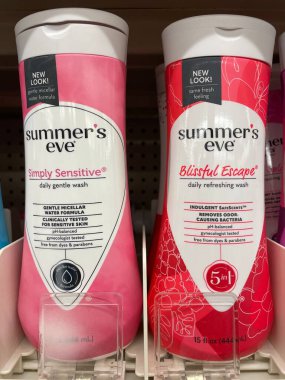 NEW
LOOK!
gentle micellar
water formula
summer's
eve®
Simply Sensitive®
daily gentle wash
GENTLE MICELLAR
WATER FORMULA
CLINICALLY TESTED
FOR SENSITIVE SKIN
pH-balanced
gynecologist tested
free from dyes & parabens
NEW
LOOK!
same fresh
feeling
summer's
eve®
Blissful Escape®
daily refreshing wash
INDULGENT
REMOVES ODOR-
CAUSING BACTERIA
pH-balanced
gynecologist tested
free from dyes & parabens
5in1
15 fl oz (444 mL)